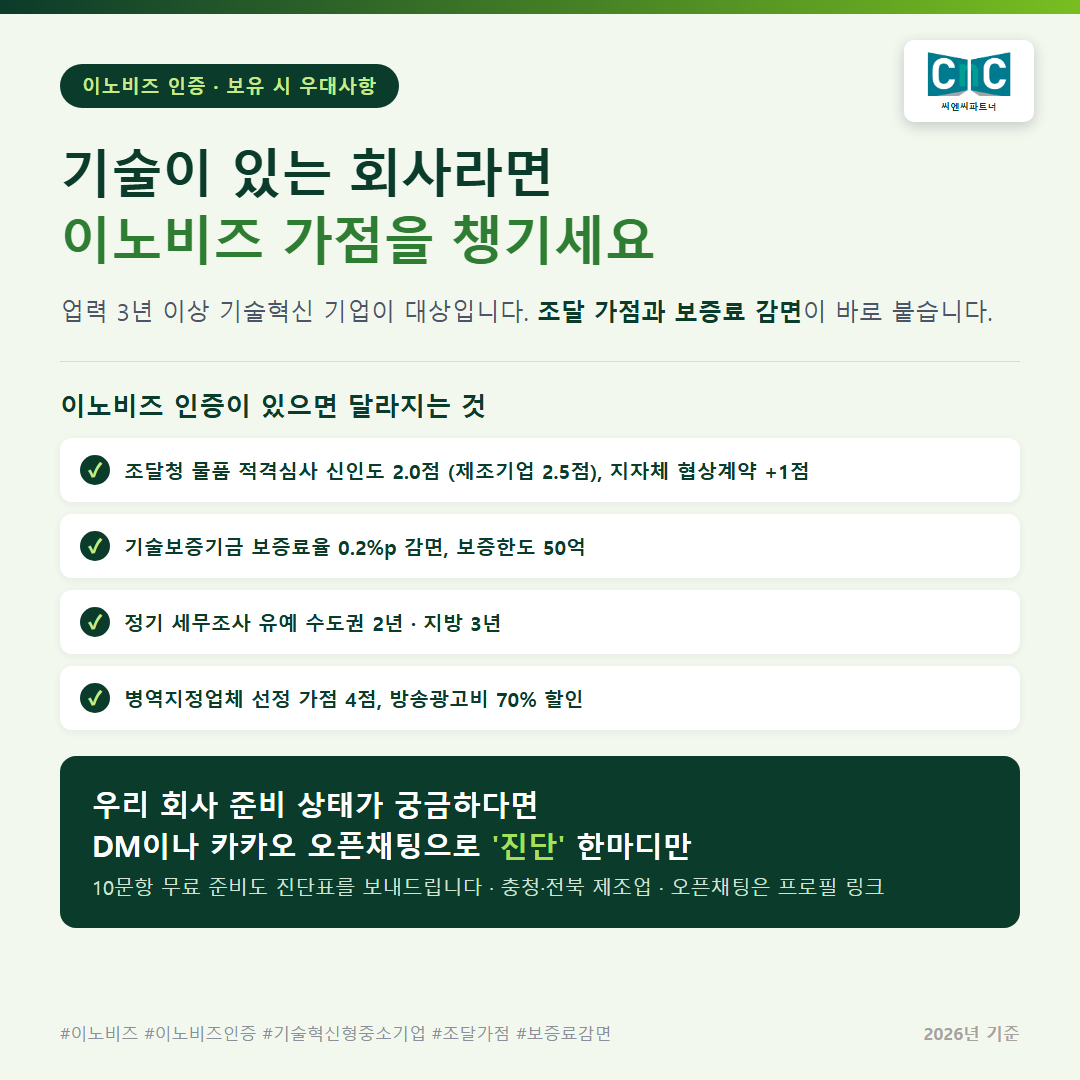 이노비즈 인증 · 보유 시 우대사항
CnC
씨엔씨파트너
기술이 있는 회사라면
이노비즈 가점을 챙기세요
업력 3년 이상 기술혁신 기업이 대상입니다. 조달 가점과 보증료 감면이 바로 붙습니다.
이노비즈 인증이 있으면 달라지는 것
✓ 조달청 물품 적격심사 신인도 2.0점 (제조기업 2.5점), 지자체 협상계약 +1점
✓ 기술보증기금 보증료율 0.2%p 감면, 보증한도 50억
✓ 정기 세무조사 유예 수도권 2년 · 지방 3년
✓ 병역지정업체 선정 가점 4점, 방송광고비 70% 할인
우리 회사 준비 상태가 궁금하다면
DM이나 카카오 오픈채팅으로 '진단' 한마디만
10문항 무료 준비도 진단표를 보내드립니다 · 충청·전북 제조업 · 오픈채팅은 프로필 링크
#이노비즈 #이노비즈인증 #기술혁신형중소기업 #조달가점 #보증료감면
2026년 기준